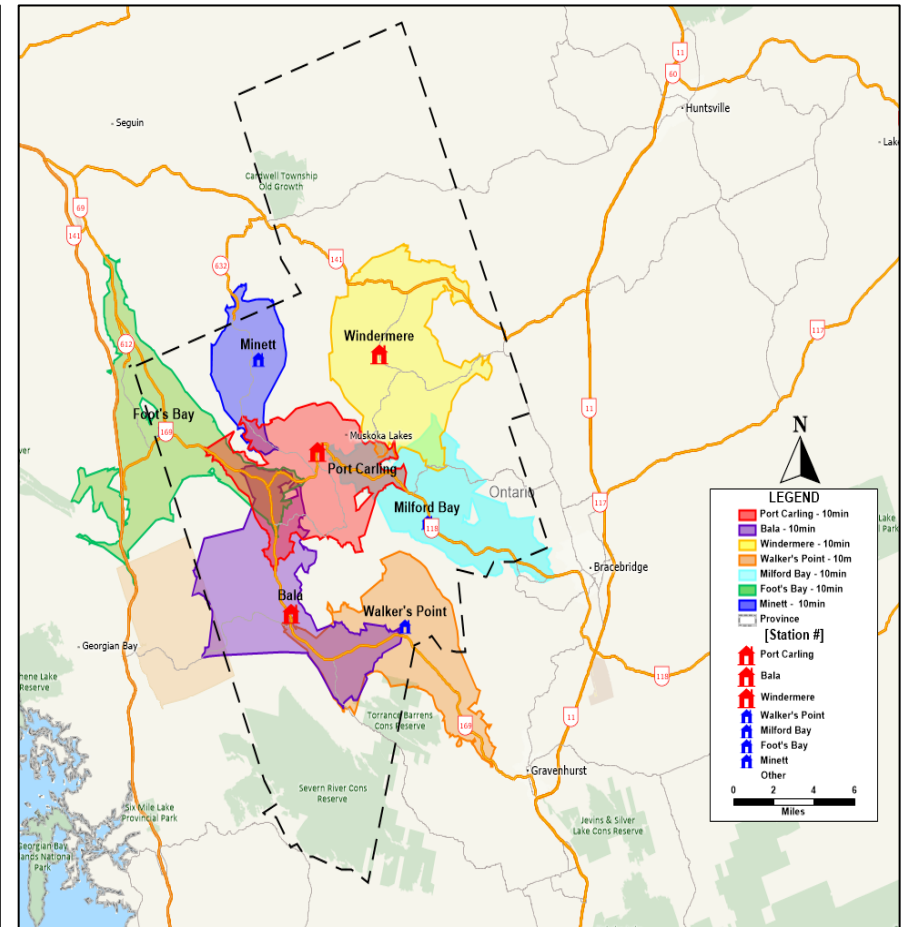 11
60
Huntsville
Seguin
Lak
Cardwell Township
Old Growth
69
141
632
141
117
Windermere
Minett
612
Foot's Bay
11
169
Muskoka Lakes
N
Port Carling
Ontario
117
Milford Bay
118
Lake
Park
Bracebridge
Bala
Walker's Point
Georgian Bay
118
Reserve
169
11
Torrance Barrens
Cons Reserve
Gravenhurst
Severn River Cons
Reserve
Six Mile Lake
Provincial Park
Jevins & Silver
Lake Cons Reserve
Georgian Bay
ands National
Park
LEGEND
Port Carling - 10min
Bala - 10min
Windermere - 10min
Walker's Point - 10m
Milford Bay - 10min
Foot's Bay - 10min
Minett - 10min
Province
[Station #]
Port Carling
Bala
Windermere
Walker's Point
Milford Bay
Foot's Bay
Minett
Other
0 2 4 6
Miles